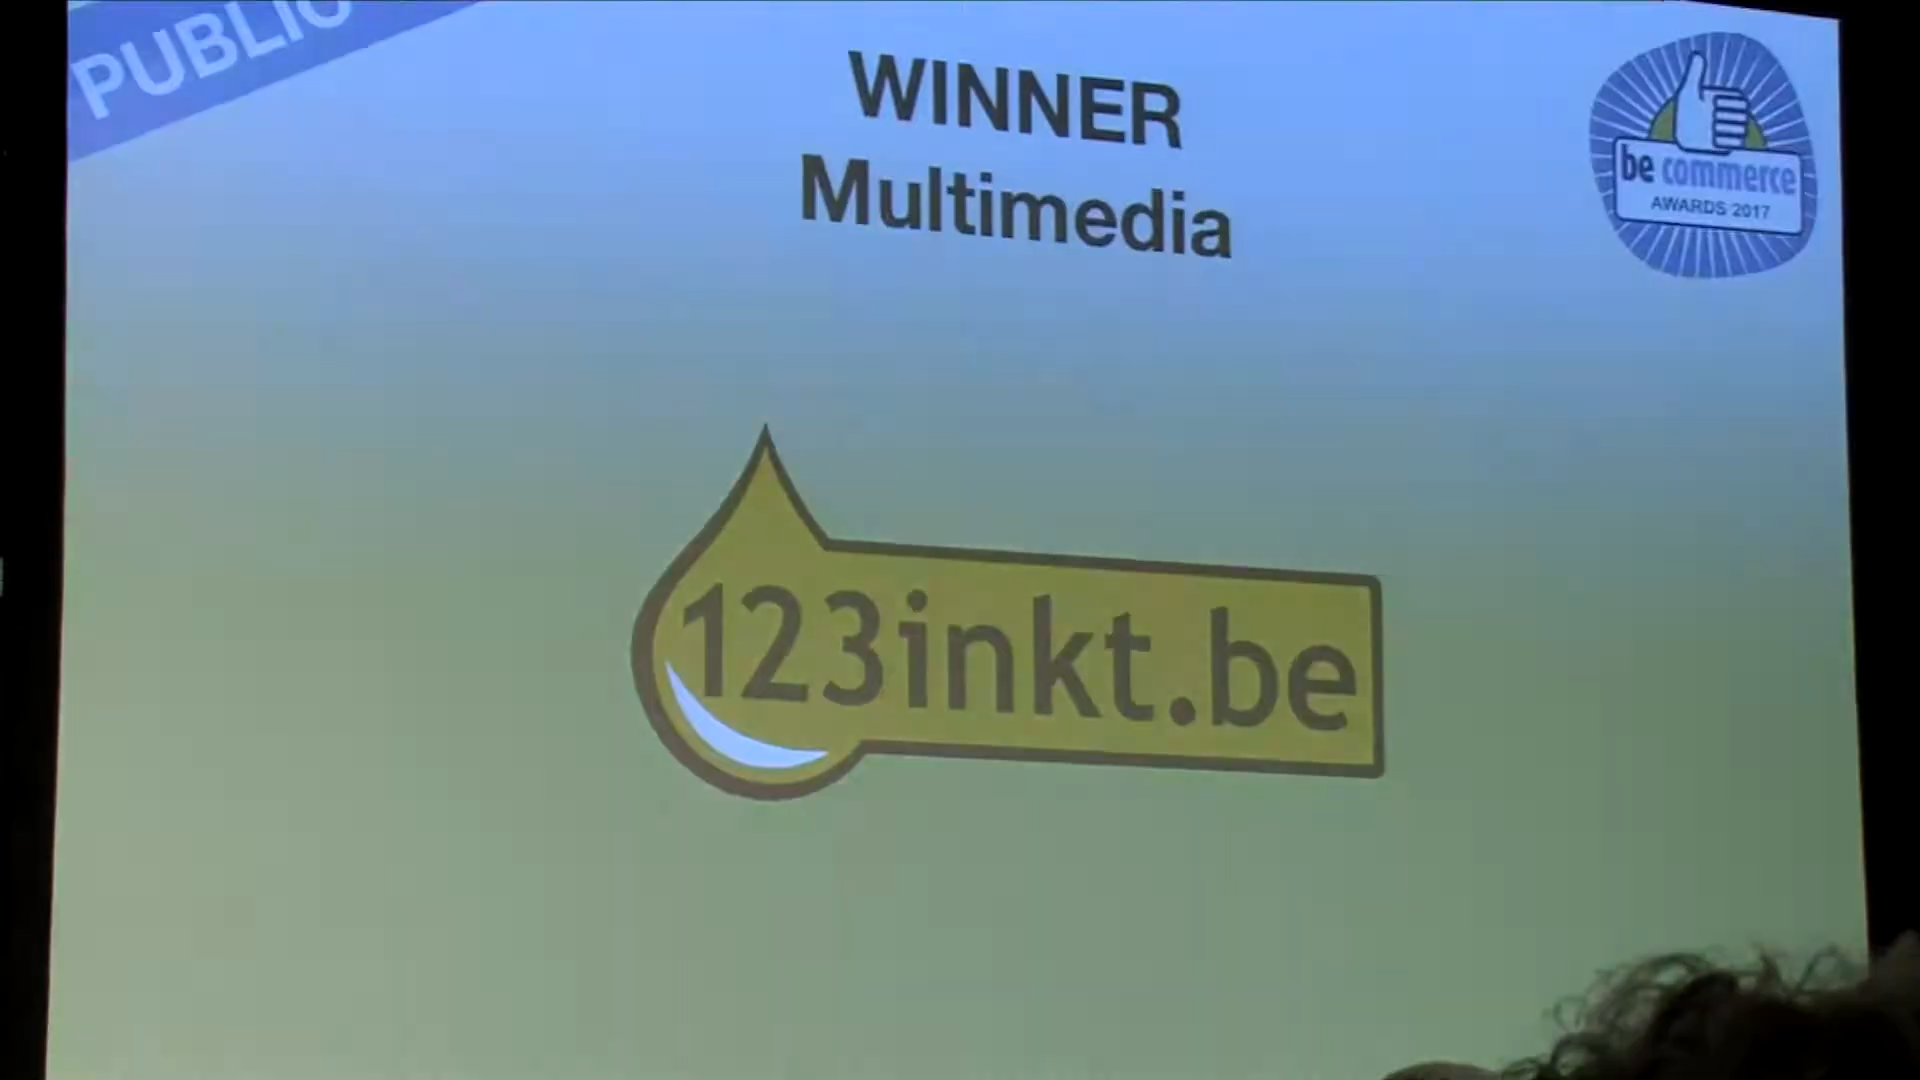 PUBLIC
WINNER
Multimedia
be commerce
AWARDS 2017
123inkt.be